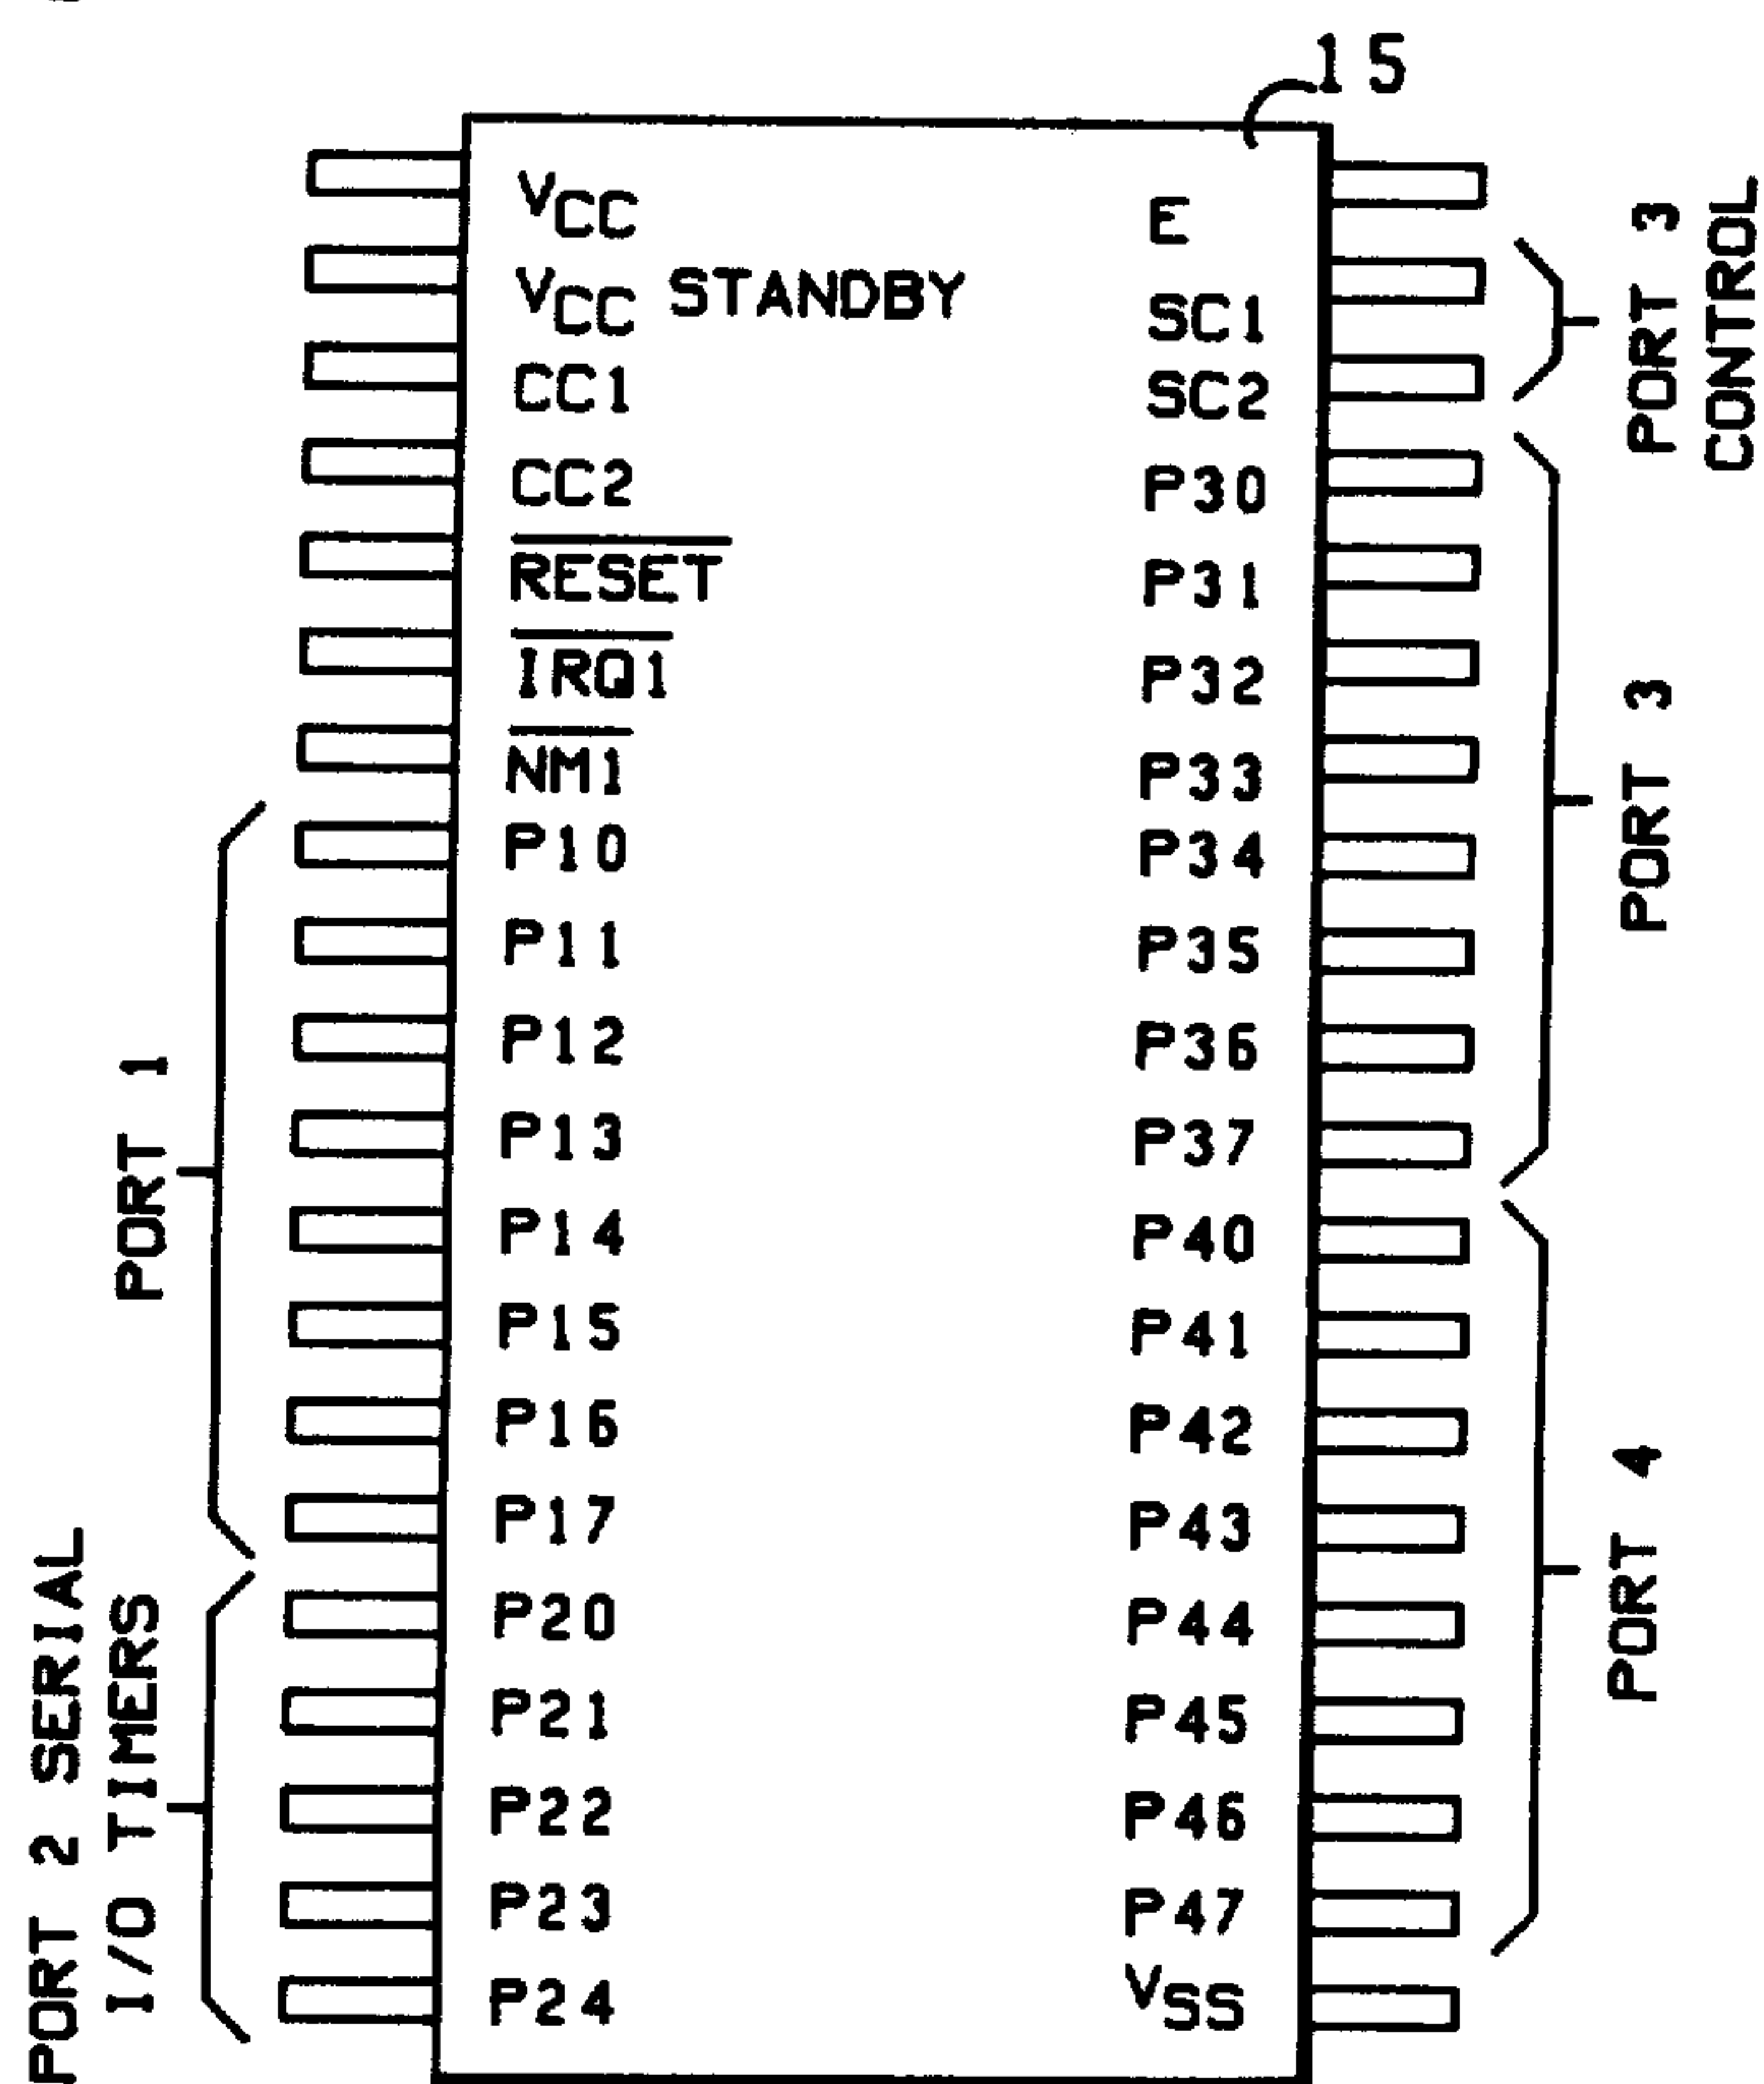 15
VCC
VCC STANDBY
CC1
CC2
RESET
IRQ1
NM1
P10
P11
P12
P13
P14
P15
P16
P17
P20
P21
P22
P23
P24
E
SC1
SC2
P30
P31
P32
P33
P34
P35
P36
P37
P40
P41
P42
P43
P44
P45
P46
P47
VSS
PORT 1
PORT 2 SERIAL
I/O TIMERS
PORT 3
CONTROL
PORT 3
PORT 4